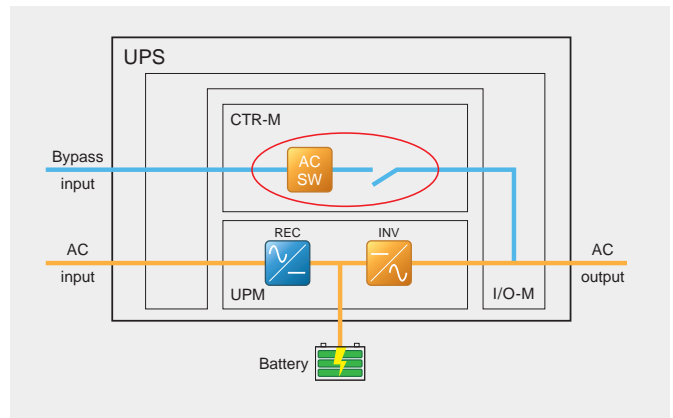 UPS
CTR-M
Bypass
input
AC
SW
REC
INV
AC
input
AC
output
UPM
I/O-M
Battery